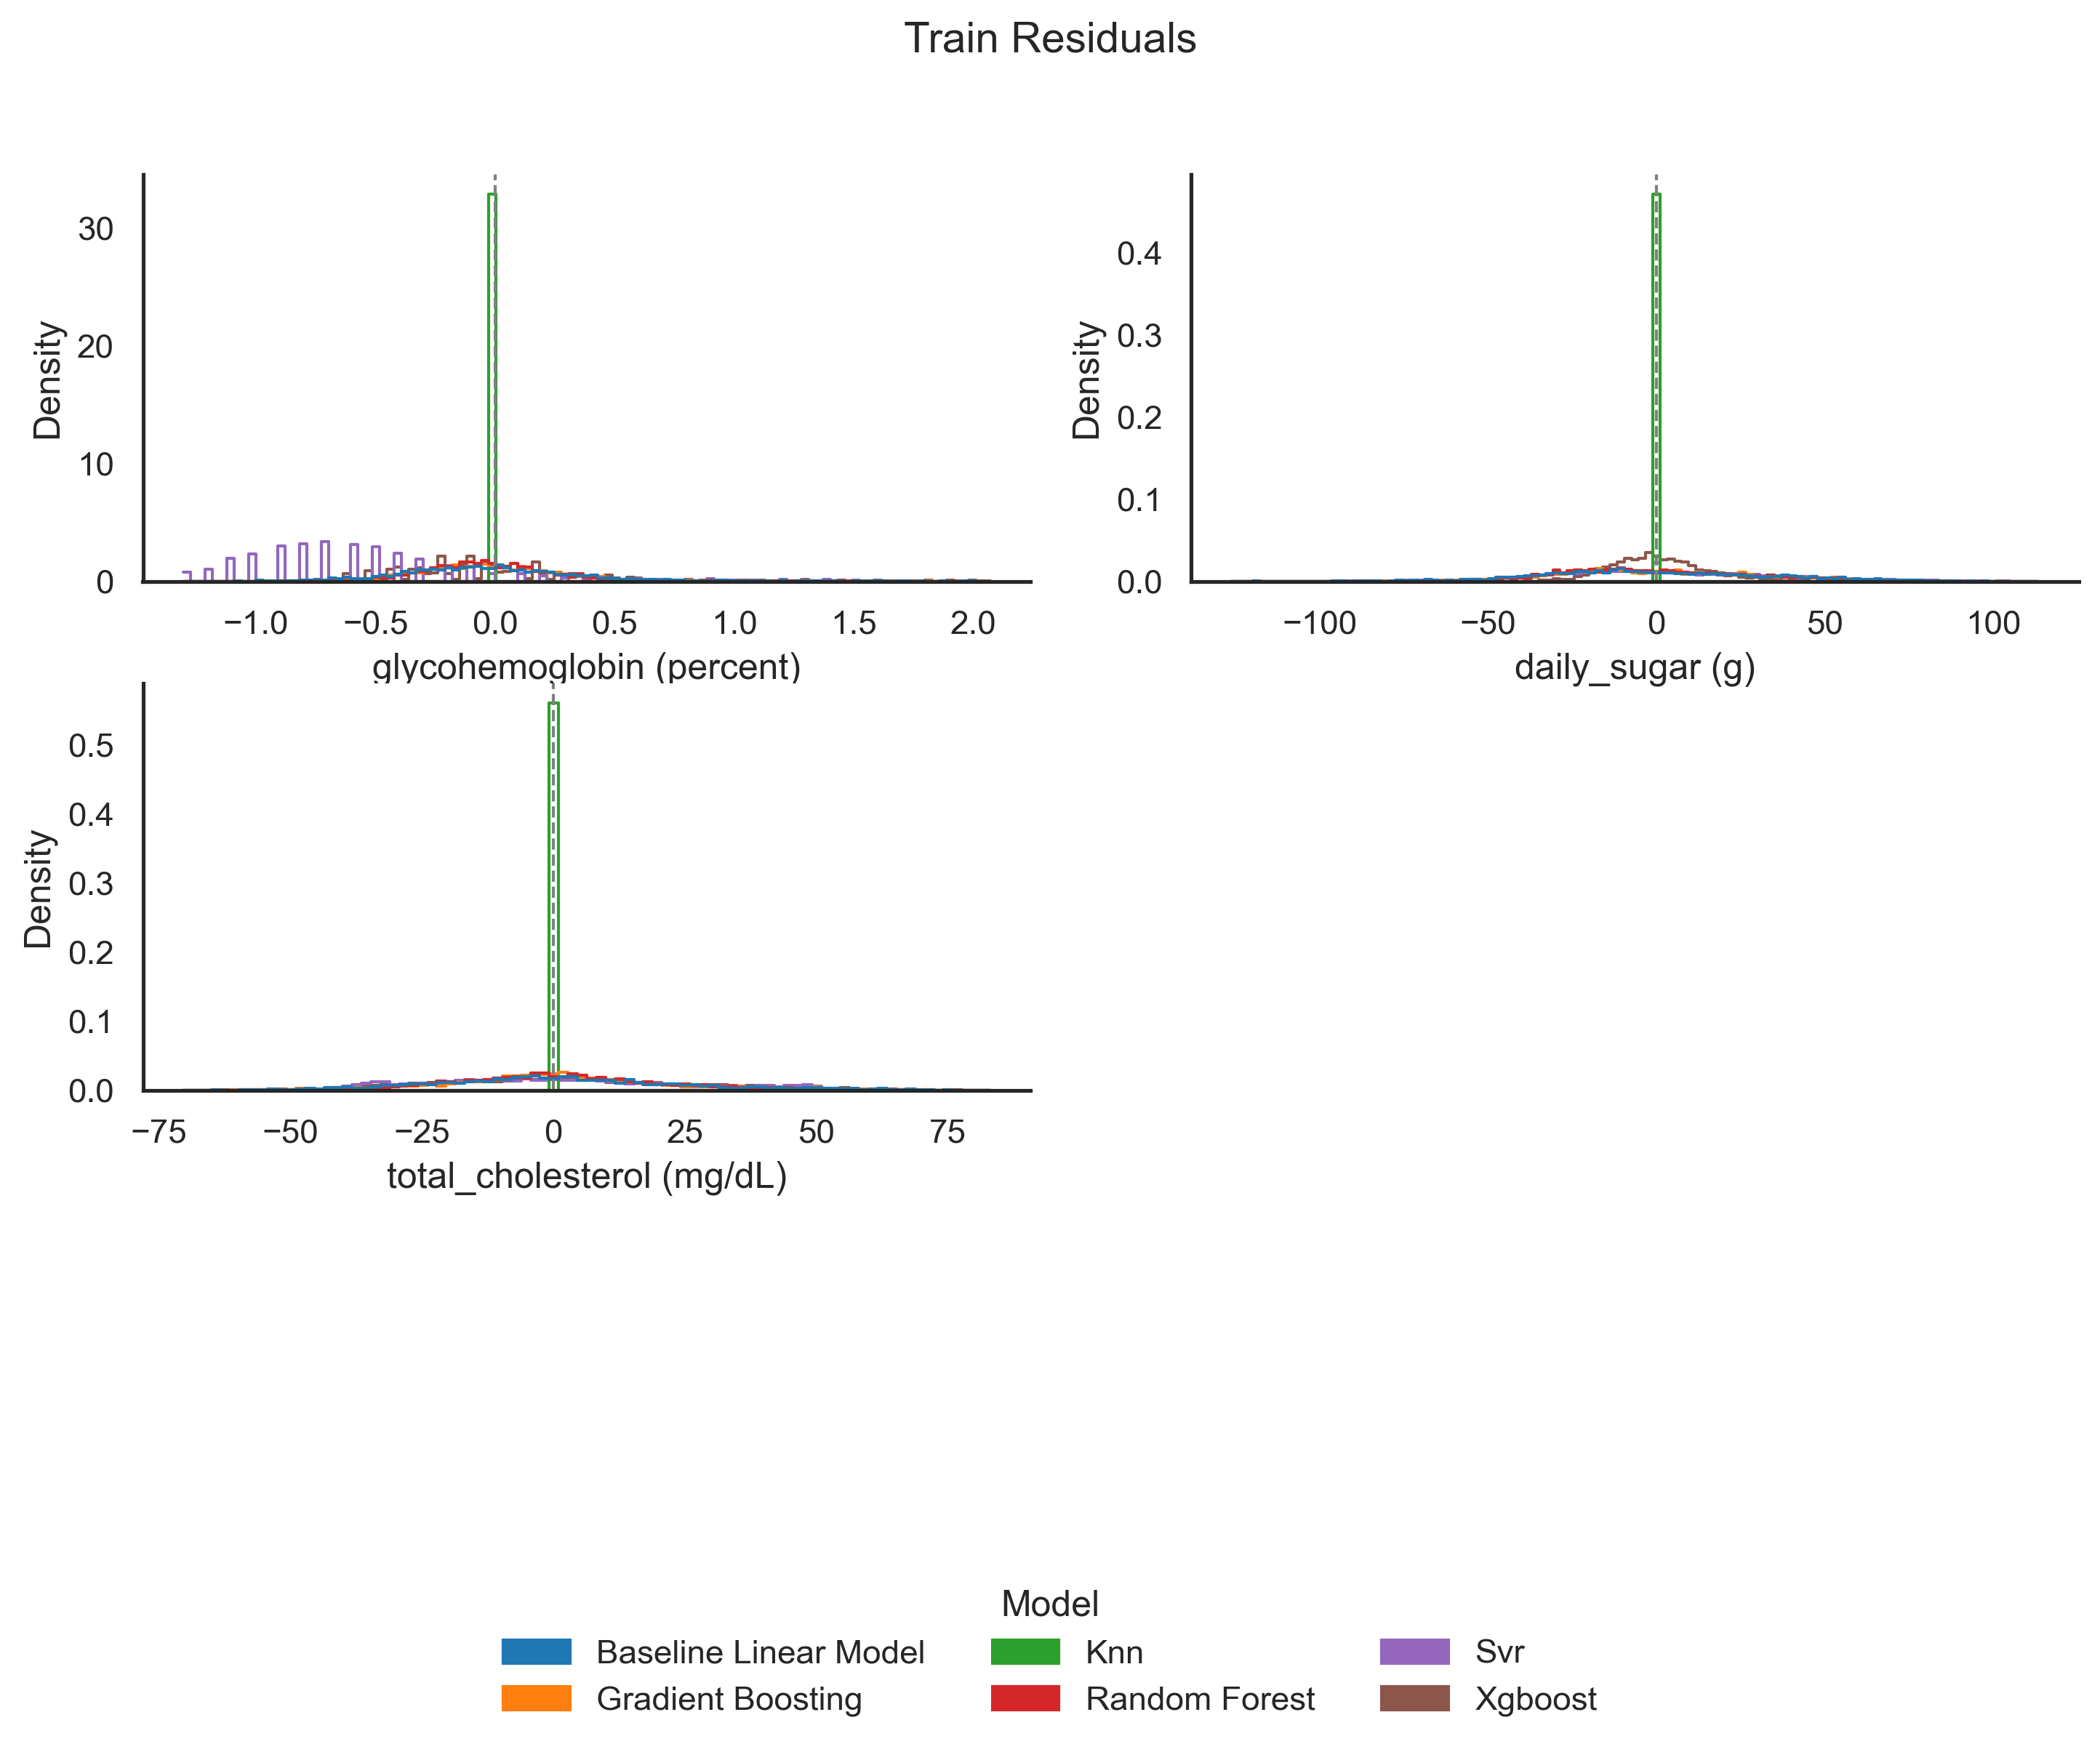 Train Residuals
Density
30
20
10
0
−1.0 −0.5 0.0 0.5 1.0 1.5 2.0
glycohemoglobin (percent)
Density
0.4
0.3
0.2
0.1
0.0
−100 −50 0 50 100
daily_sugar (g)
Density
0.5
0.4
0.3
0.2
0.1
0.0
−75 −50 −25 0 25 50 75
total_cholesterol (mg/dL)
Model
Baseline Linear Model
Gradient Boosting
Knn
Random Forest
Svr
Xgboost